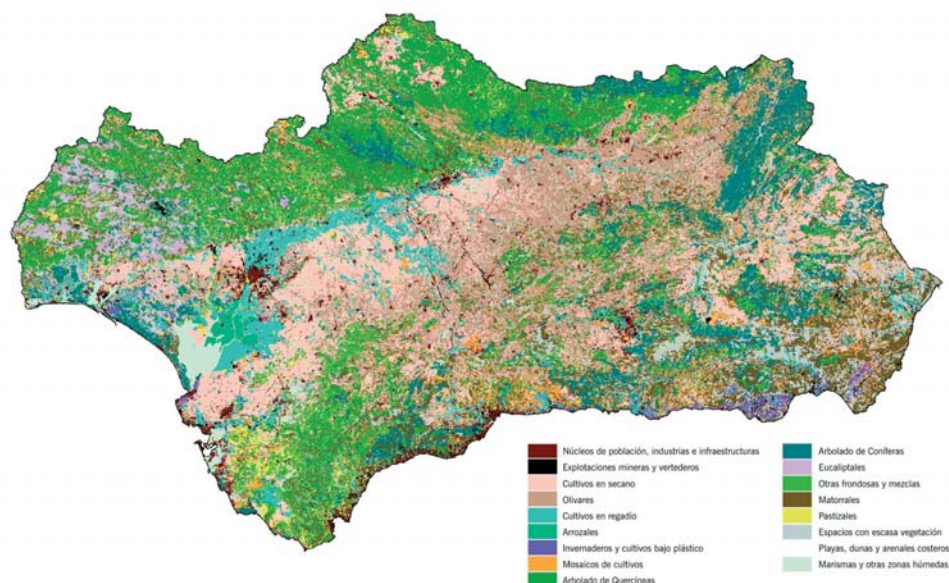 Núcleos de población, industrias e infraestructuras
Explotaciones mineras y vertederos
Cultivos en secano
Olivares
Cultivos en regadío
Arrozales
Invernaderos y cultivos bajo plástico
Mosaicos de cultivos
Arbolado de Quercíneas
Arbolado de Coníferas
Eucaliptales
Otras frondosas y mezclas
Matorrales
Pastizales
Espacios con escasa vegetación
Playas, dunas y arenales costeros
Marismas y otras zonas húmedas